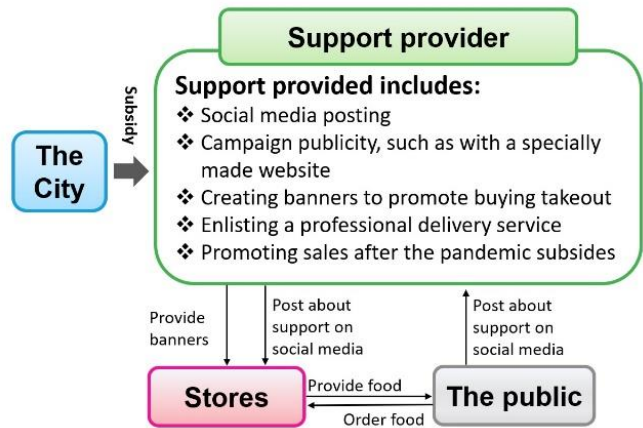 Support provider
Support provided includes:
❖ Social media posting
❖ Campaign publicity, such as with a specially
made website
❖ Creating banners to promote buying takeout
❖ Enlisting a professional delivery service
❖ Promoting sales after the pandemic subsides
Subsidy
The
City
Provide
banners
Post about
support on
social media
Post about
support on
social media
Stores
Provide food
Order food
The public